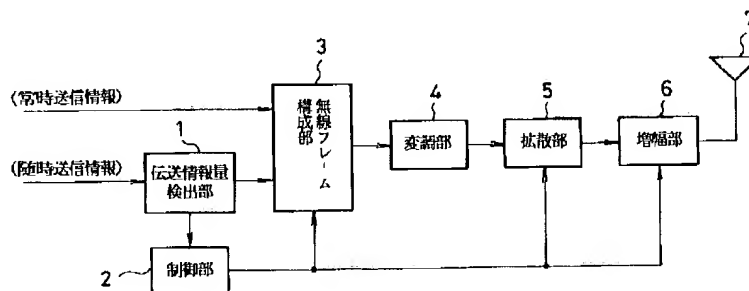 3
無線フレーム
構成部
(常時送信情報)
1
4
変調部
5
拡散部
6
増幅部
7
(随時送信情報)
伝送情報量
検出部
2
制御部